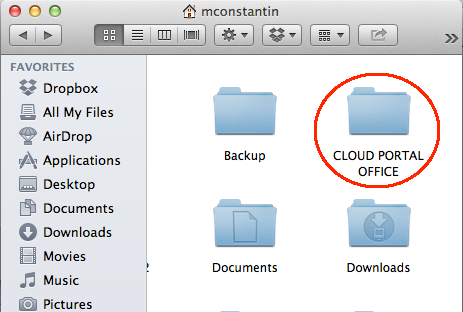 mconstantin
FAVORITES
Dropbox
All My Files
AirDrop
Applications
Desktop
Documents
Downloads
Movies
Music
Pictures
Backup
CLOUD PORTAL
OFFICE
2
Documents
Downloads